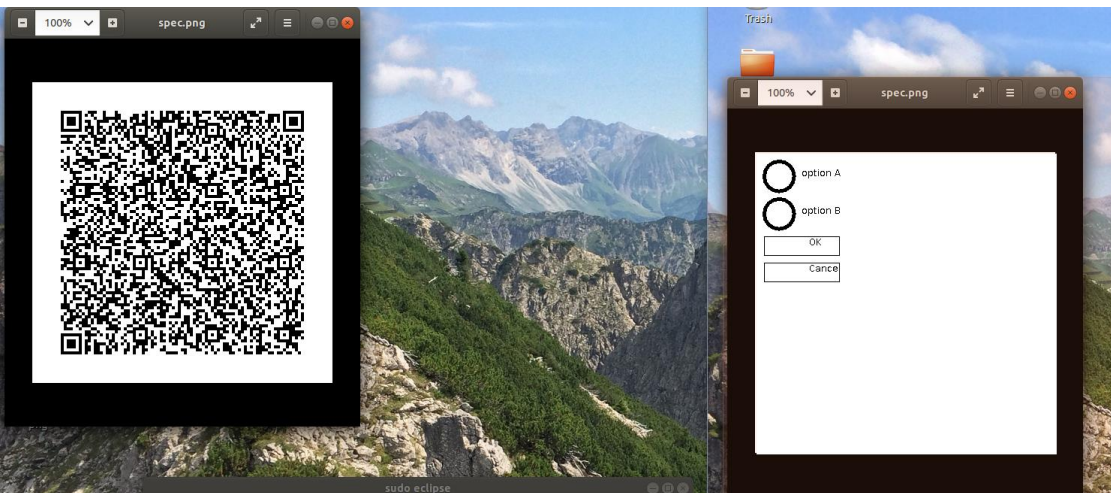 100%
spec.png
sudo eclipse
Trash
100%
spec.png
option A
option B
OK
Cance